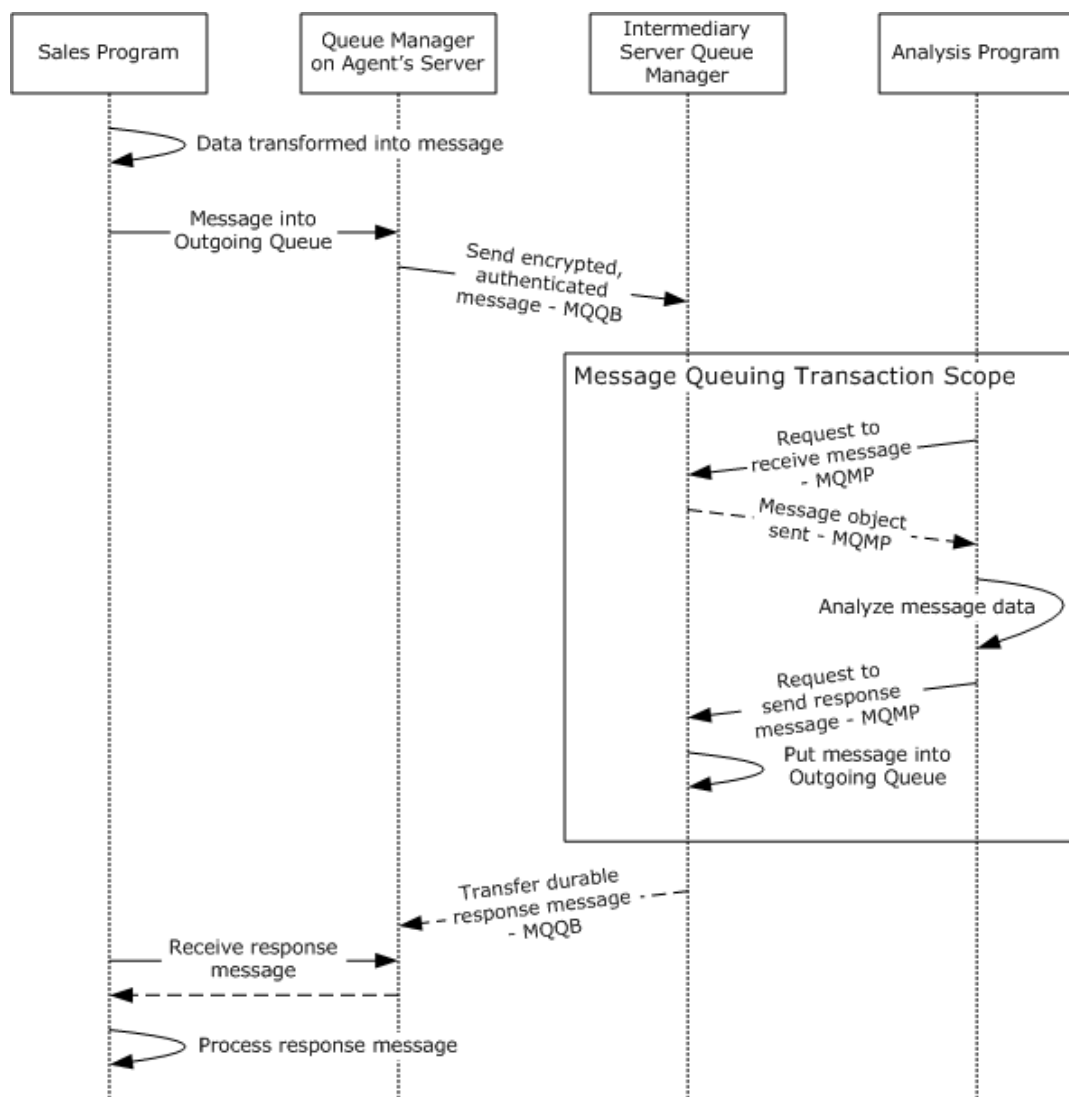 Sales Program
Queue Manager
on Agent's Server
Intermediary
Server Queue
Manager
Analysis Program
Data transformed into message
Message into
Outgoing Queue
Send encrypted,
authenticated
message - MQQB
Message Queuing Transaction Scope
Request to
receive message
- MQMP
Message object
sent - MQMP
Analyze message data
Request to
send response
message - MQMP
Put message into
Outgoing Queue
Transfer durable
response message
- MQQB
Receive response
message
Process response message